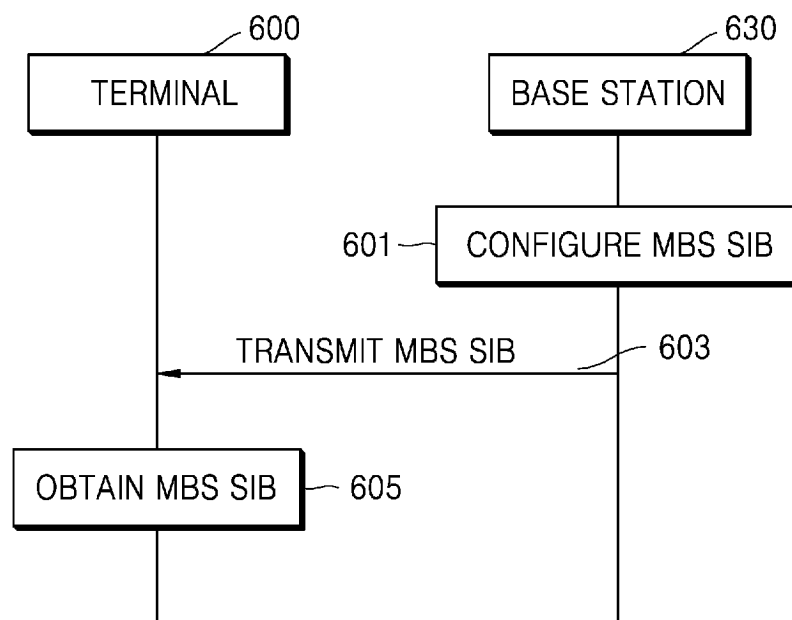 600
630
TERMINAL
BASE STATION
601
CONFIGURE MBS SIB
TRANSMIT MBS SIB
603
OBTAIN MBS SIB
605